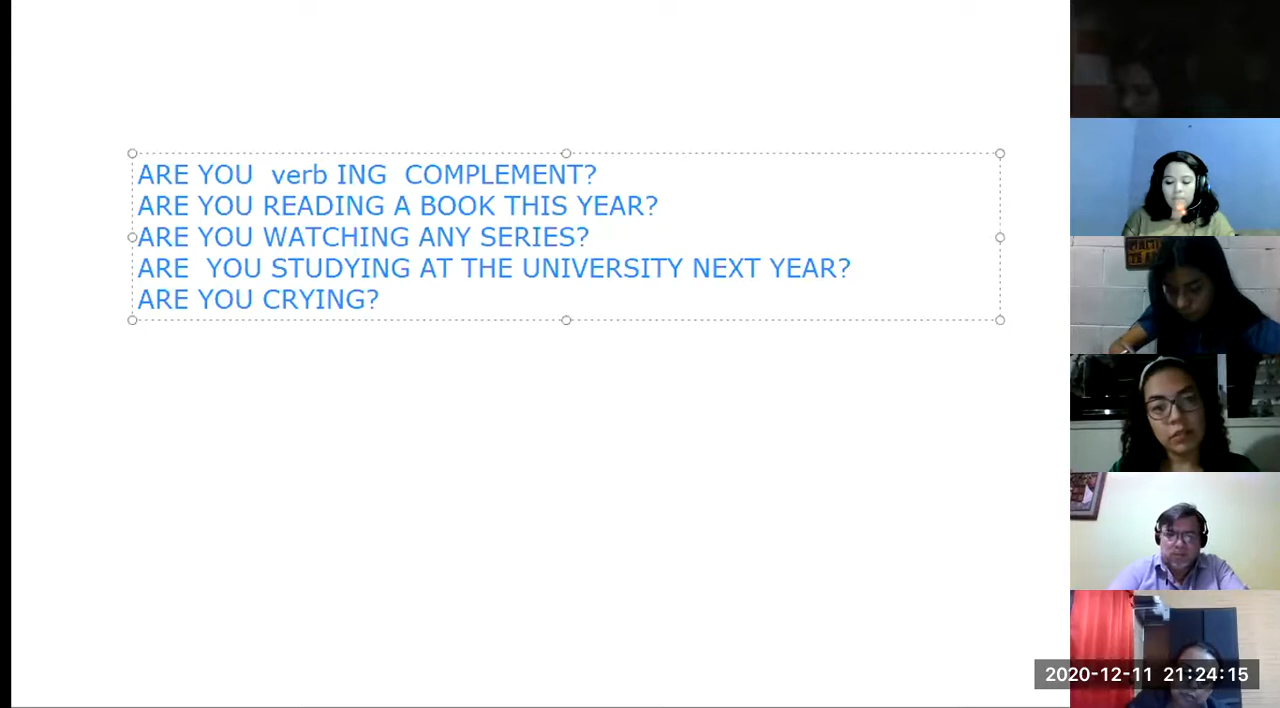 ARE YOU verb ING COMPLEMENT?
ARE YOU READING A BOOK THIS YEAR?
ARE YOU WATCHING ANY SERIES?
ARE YOU STUDYING AT THE UNIVERSITY NEXT YEAR?
ARE YOU CRYING?
2020-12-11 21:24:15